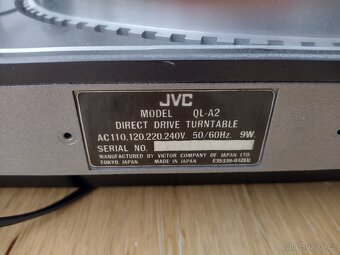 JVC
MODEL QL-A2
DIRECT DRIVE TURNTABLE
AC110.120.220.240V. 50/60Hz. 9W.
SERIAL NO.
MANUFACTURED BY VICTOR COMPANY OF JAPAN LTD
TOKYO, JAPAN MADE IN JAPAN